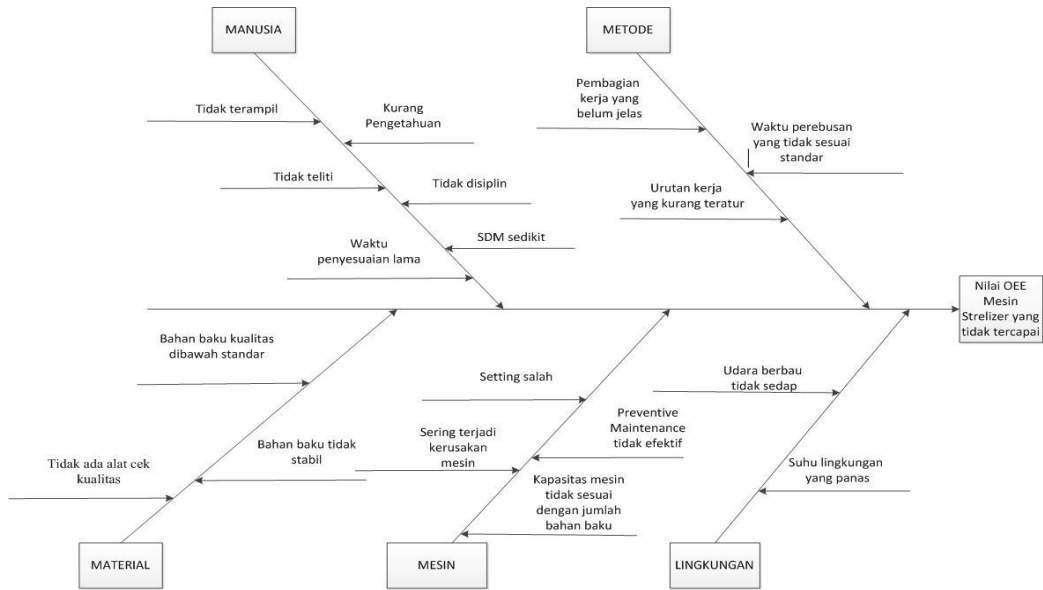 MANUSIA
METODE
Tidak terampil
Kurang
Pengetahuan
Tidak teliti
Tidak disiplin
SDM sedikit
Waktu
penyesuaian lama
Pembagian
kerja yang
belum jelas
Waktu perebusan
yang tidak sesuai
standar
Urutan kerja
yang kurang teratur
Nilai OEE
Mesin
Strelizer yang
tidak tercapai
Bahan baku kualitas
dibawah standar
Bahan baku tidak
stabil
Tidak ada alat cek
kualitas
Setting salah
Preventive
Maintenance
tidak efektif
Sering terjadi
kerusakan
mesin
Kapasitas mesin
tidak sesuai
dengan jumlah
bahan baku
Udara berbau
tidak sedap
Suhu lingkungan
yang panas
MATERIAL
MESIN
LINGKUNGAN